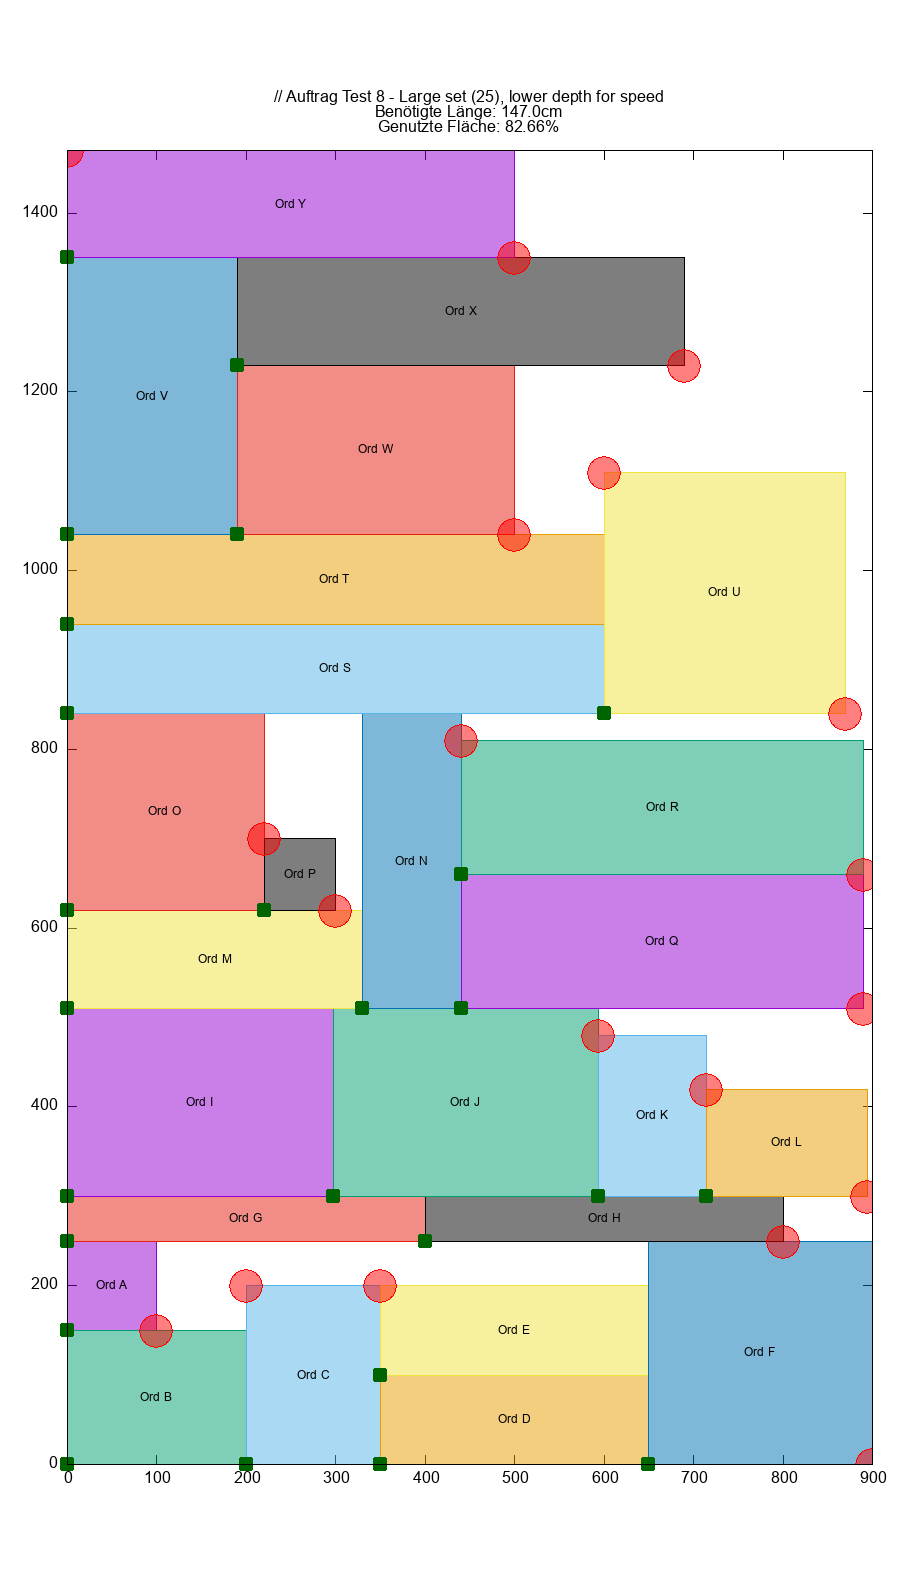 // Auftrag Test 8 - Large set (25), lower depth for speed
Benötigte Länge: 147.0cm
Genutzte Fläche: 82.66%
1400
Ord Y
Ord X
1200
Ord V
Ord W
1000
Ord T
Ord U
Ord S
800
Ord O
Ord R
Ord N
Ord P
600
Ord M
Ord Q
400
Ord I
Ord J
Ord K
Ord L
Ord G
Ord H
200
Ord A
Ord E
Ord F
Ord C
Ord B
Ord D
0
0 100 200 300 400 500 600 700 800 900